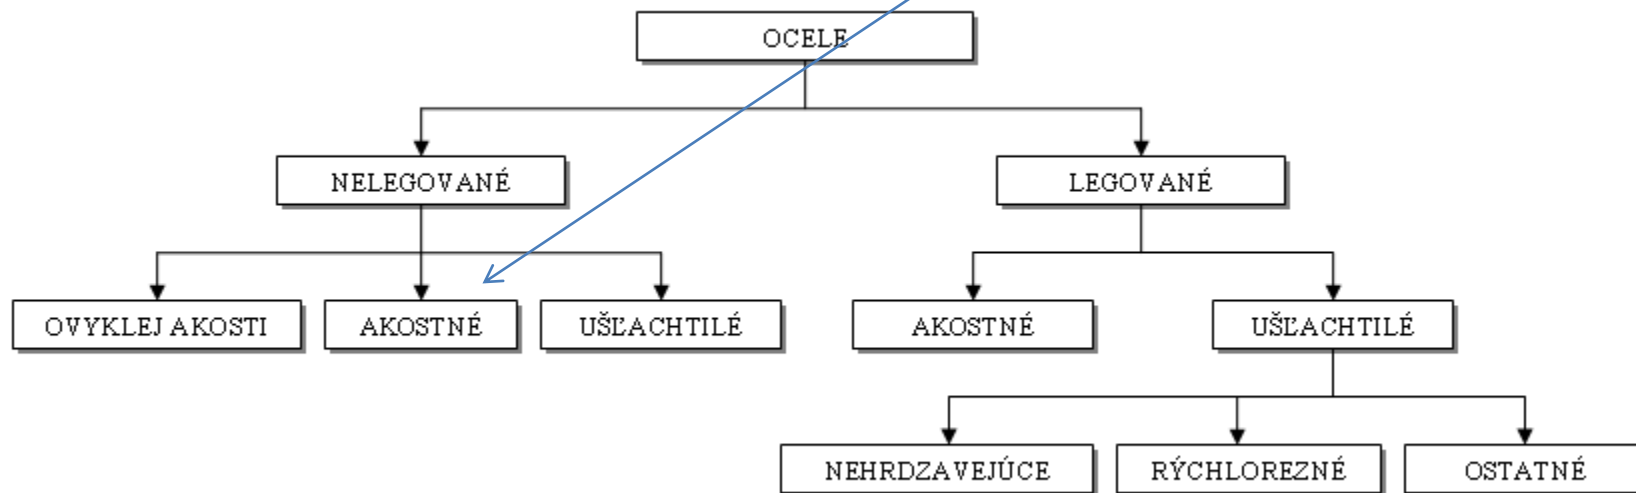 OCELE
NELEGOVANÉ
LEGOVANÉ
OVYKLEJ AKOSTI
AKOSTNÉ
UŠĽACHTILÉ
AKOSTNÉ
UŠĽACHTILÉ
NEHRDZAVEJÚCE
RÝCHLOREZNÉ
OSTATNÉ